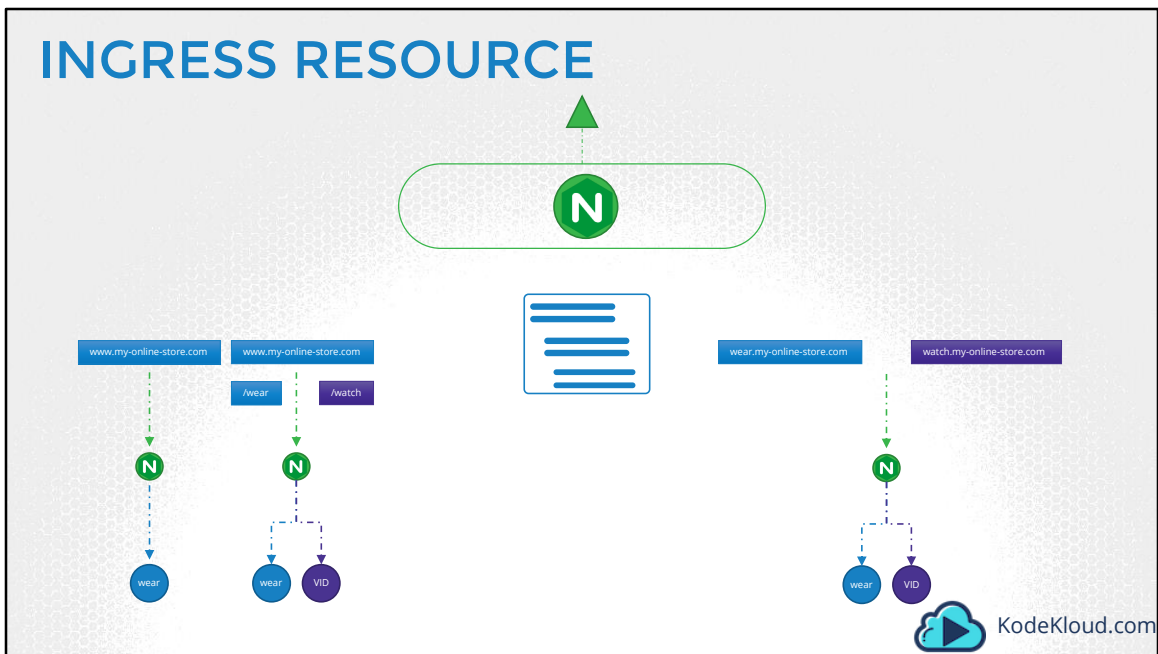 INGRESS RESOURCE
N
www.my-online-store.com
www.my-online-store.com
wear.my-online-store.com
watch.my-online-store.com
/wear
/watch
N
N
N
wear
wear
VID
wear
VID
KodeKloud.com